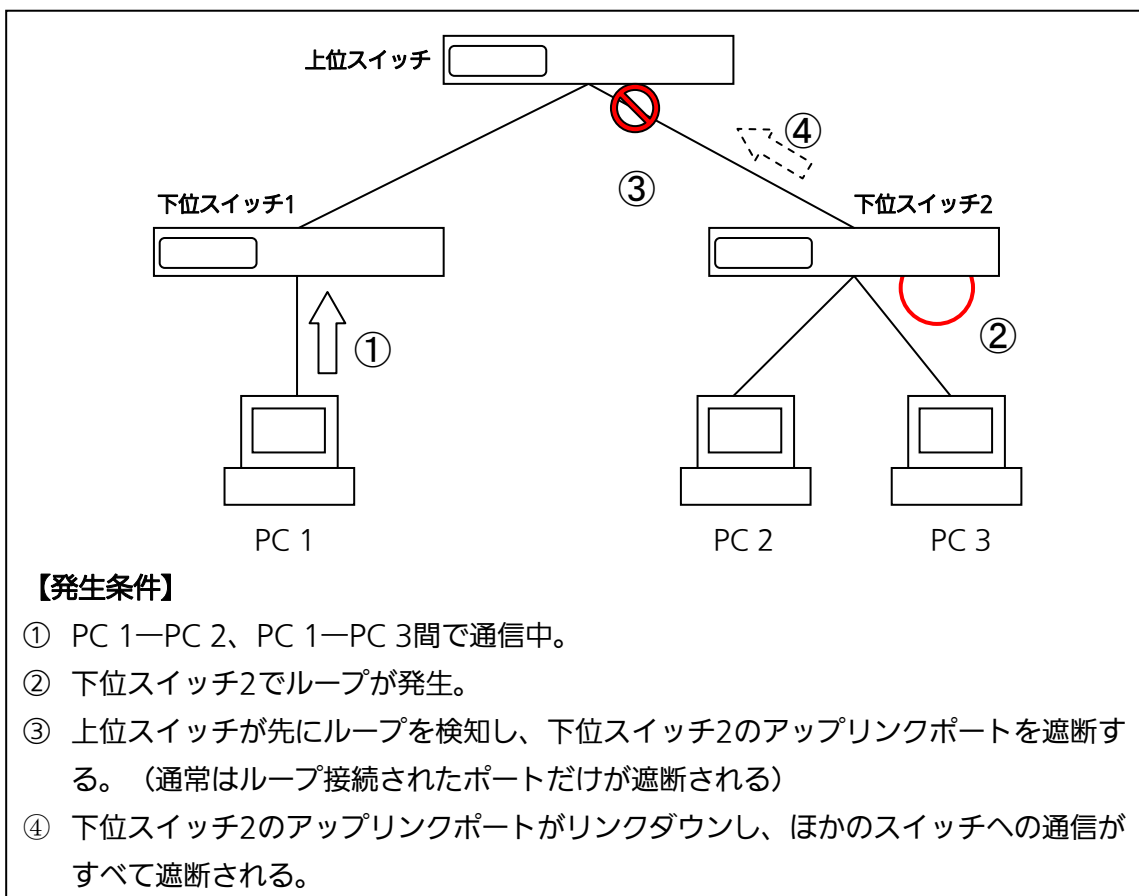 上位スイッチ
④
③
下位スイッチ1
下位スイッチ2
①
②
PC 1
PC 2
PC 3
【発生条件】
① PC 1―PC 2、PC 1―PC 3間で通信中。
② 下位スイッチ2でループが発生。
③ 上位スイッチが先にループを検知し、下位スイッチ2のアップリンクポートを遮断す
る。（通常はループ接続されたポートだけが遮断される）
④ 下位スイッチ2のアップリンクポートがリンクダウンし、ほかのスイッチへの通信が
すべて遮断される。